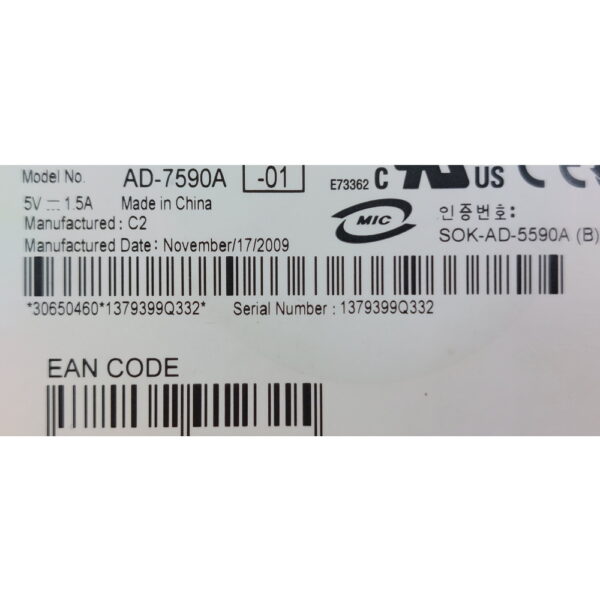 Model No. AD-7590A -01
5V ⎓ 1.5A Made in China
Manufactured : C2
Manufactured Date : November/17/2009
E73362 C US CE
MIC 인증번호:
SOK-AD-5590A (B)
*30650460*1379399Q332* Serial Number : 1379399Q332
EAN CODE